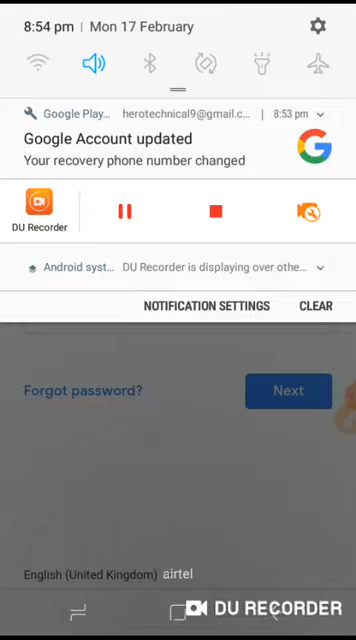 8:54 pm | Mon 17 February
Google Play... herotechnical9@gmail.c... | 8:53 pm
Google Account updated
Your recovery phone number changed
DU Recorder
Android syst... DU Recorder is displaying over othe...
NOTIFICATION SETTINGS CLEAR
Forgot password? Next
English (United Kingdom) airtel
DU RECORDER